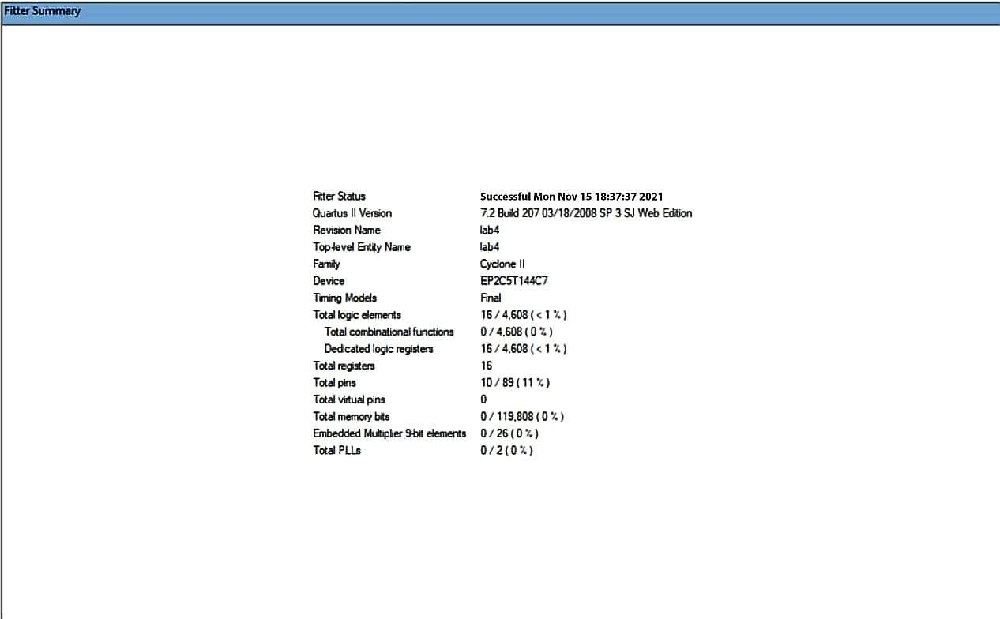 Fitter Summary
Fitter Status Successful Mon Nov 15 18:37:37 2021
Quartus II Version 7.2 Build 207 03/18/2008 SP 3 SJ Web Edition
Revision Name lab4
Top-level Entity Name lab4
Family Cyclone II
Device EP2C5T144C7
Timing Models Final
Total logic elements 16 / 4,608 ( < 1 % )
Total combinational functions 0 / 4,608 ( 0 % )
Dedicated logic registers 16 / 4,608 ( < 1 % )
Total registers 16
Total pins 10 / 89 ( 11 % )
Total virtual pins 0
Total memory bits 0 / 119,808 ( 0 % )
Embedded Multiplier 9-bit elements 0 / 26 ( 0 % )
Total PLLs 0 / 2 ( 0 % )